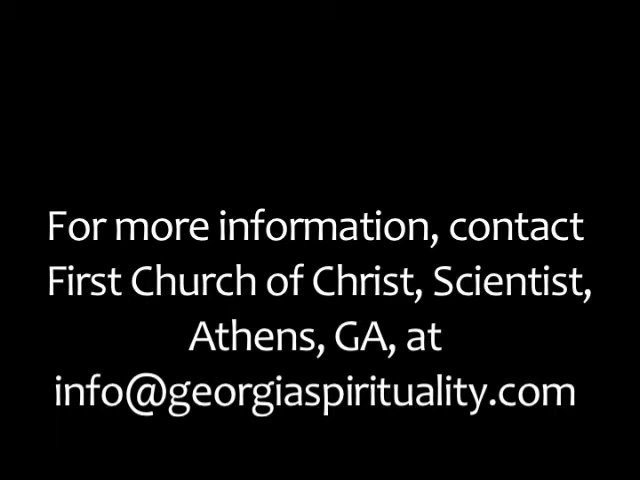 For more information, contact
First Church of Christ, Scientist,
Athens, GA, at
info@georgiaspirituality.com